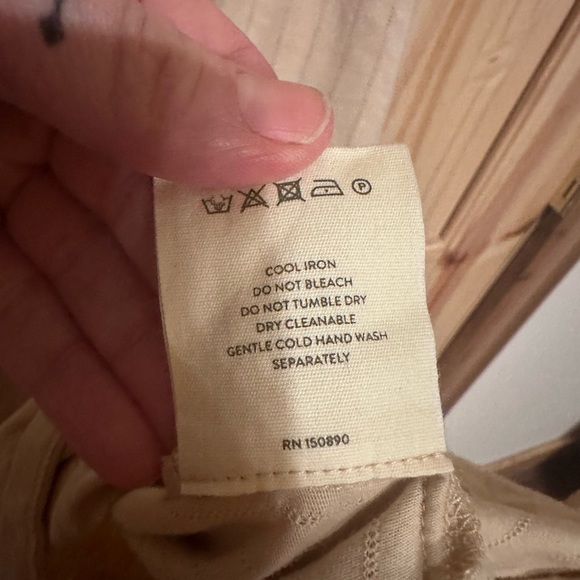 P
COOL IRON
DO NOT BLEACH
DO NOT TUMBLE DRY
DRY CLEANABLE
GENTLE COLD HAND WASH
SEPARATELY
RN 150890